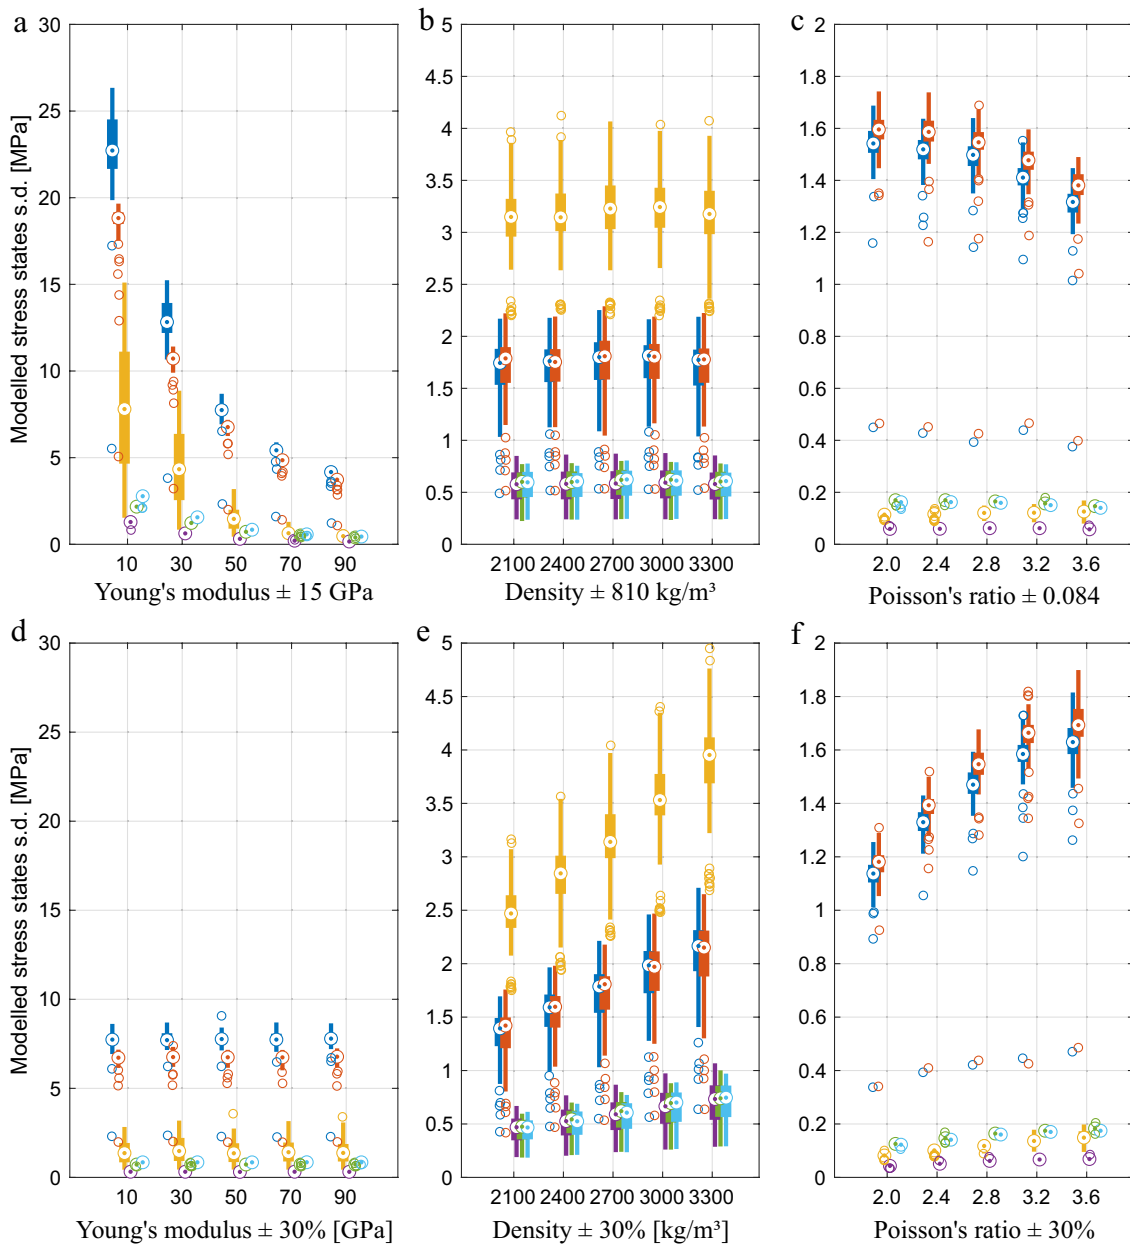 a
b
c
Modelled stress states s.d. [MPa]
30
25
20
15
10
5
0
10 30 50 70 90
Young's modulus ± 15 GPa
5
4.5
4
3.5
3
2.5
2
1.5
1
0.5
0
2100 2400 2700 3000 3300
Density ± 810 kg/m³
2
1.8
1.6
1.4
1.2
1
0.8
0.6
0.4
0.2
0
2.0 2.4 2.8 3.2 3.6
Poisson's ratio ± 0.084
d
e
f
Modelled stress states s.d. [MPa]
30
25
20
15
10
5
0
10 30 50 70 90
Young's modulus ± 30% [GPa]
5
4.5
4
3.5
3
2.5
2
1.5
1
0.5
0
2100 2400 2700 3000 3300
Density ± 30% [kg/m³]
2
1.8
1.6
1.4
1.2
1
0.8
0.6
0.4
0.2
0
2.0 2.4 2.8 3.2 3.6
Poisson's ratio ± 30%